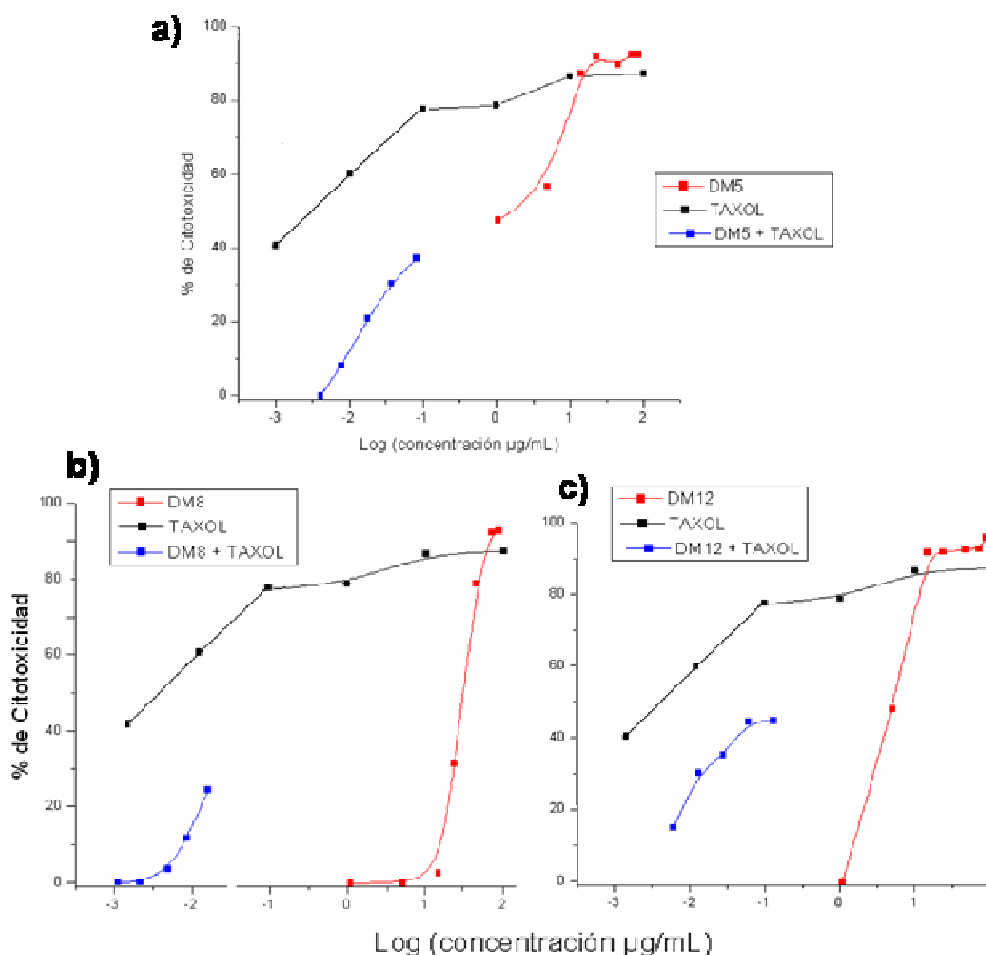 a)
100
80
60
40
20
0
% de Citotoxicidad
-3 -2 -1 0 1 2
Log (concentración µg/mL)
DM5
TAXOL
DM5 + TAXOL
b)
DM8
TAXOL
DM8 + TAXOL
100
80
60
40
20
0
% de Citotoxicidad
-3 -2 -1 0 1 2
c)
DM12
TAXOL
DM12 + TAXOL
100
80
60
40
20
0
-3 -2 -1 0 1 2
Log (concentración µg/mL)